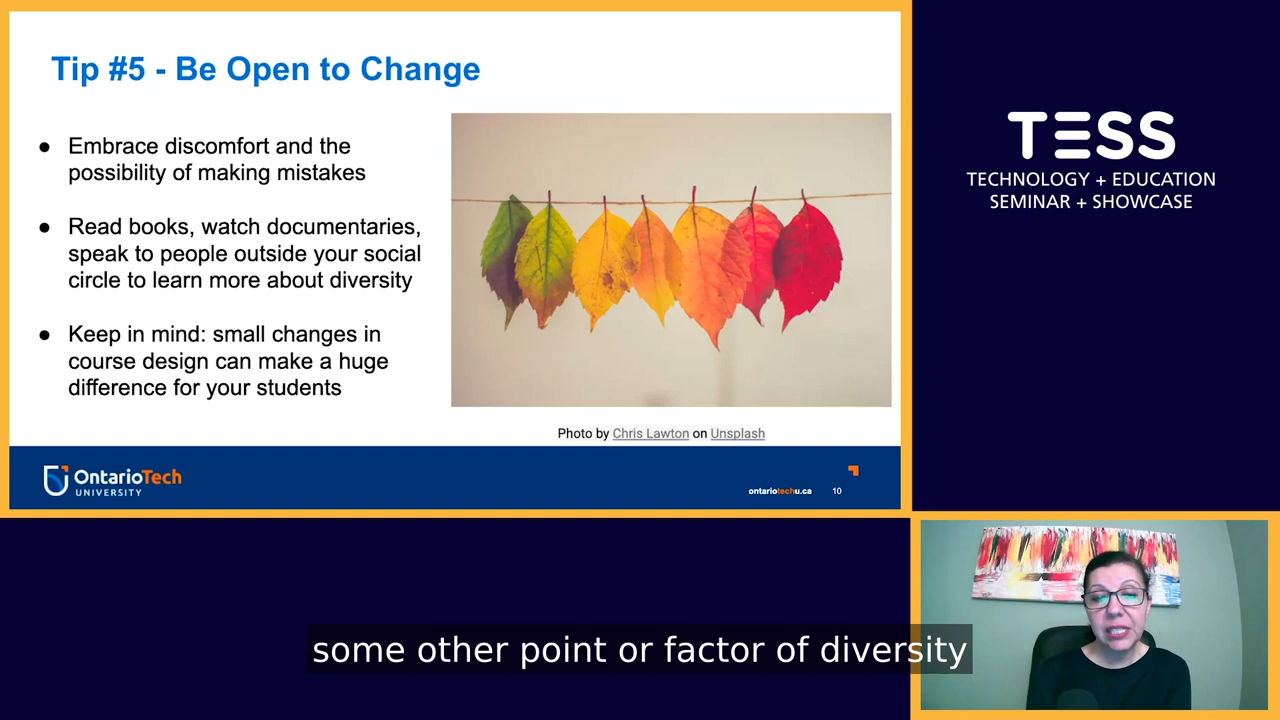 Tip #5 - Be Open to Change
● Embrace discomfort and the
possibility of making mistakes
● Read books, watch documentaries,
speak to people outside your social
circle to learn more about diversity
● Keep in mind: small changes in
course design can make a huge
difference for your students
Photo by Chris Lawton on Unsplash
OntarioTech
UNIVERSITY
ontariotechu.ca 10
TESS
TECHNOLOGY + EDUCATION
SEMINAR + SHOWCASE
some other point or factor of diversity